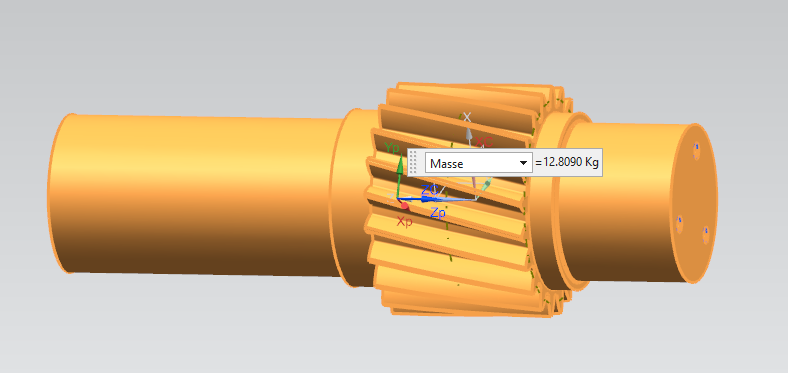 X
Yp
Masse
=12.8090 Kg
Zp
Xp